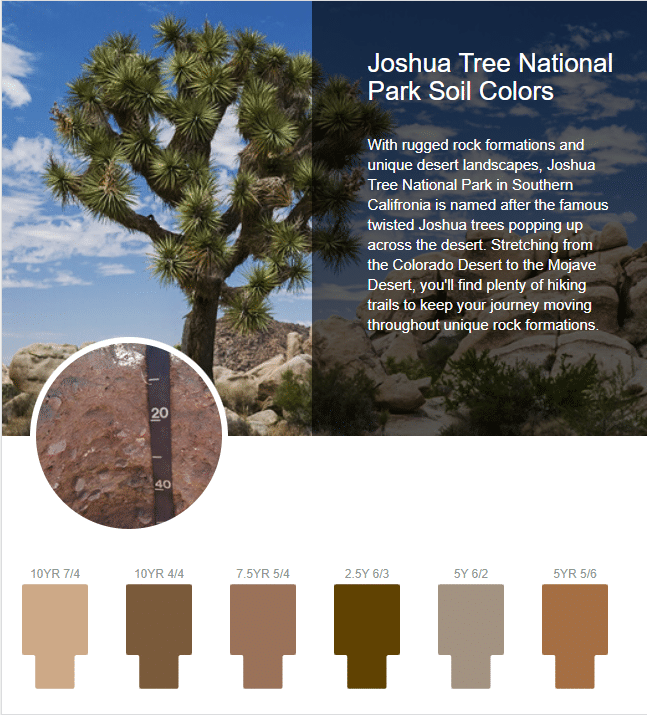 Joshua Tree National
Park Soil Colors
With rugged rock formations and
unique desert landscapes, Joshua
Tree National Park in Southern
Califronia is named after the famous
twisted Joshua trees popping up
across the desert. Stretching from
the Colorado Desert to the Mojave
Desert, you'll find plenty of hiking
trails to keep your journey moving
throughout unique rock formations.
20
40
10YR 7/4 10YR 4/4 7.5YR 5/4 2.5Y 6/3 5Y 6/2 5YR 5/6